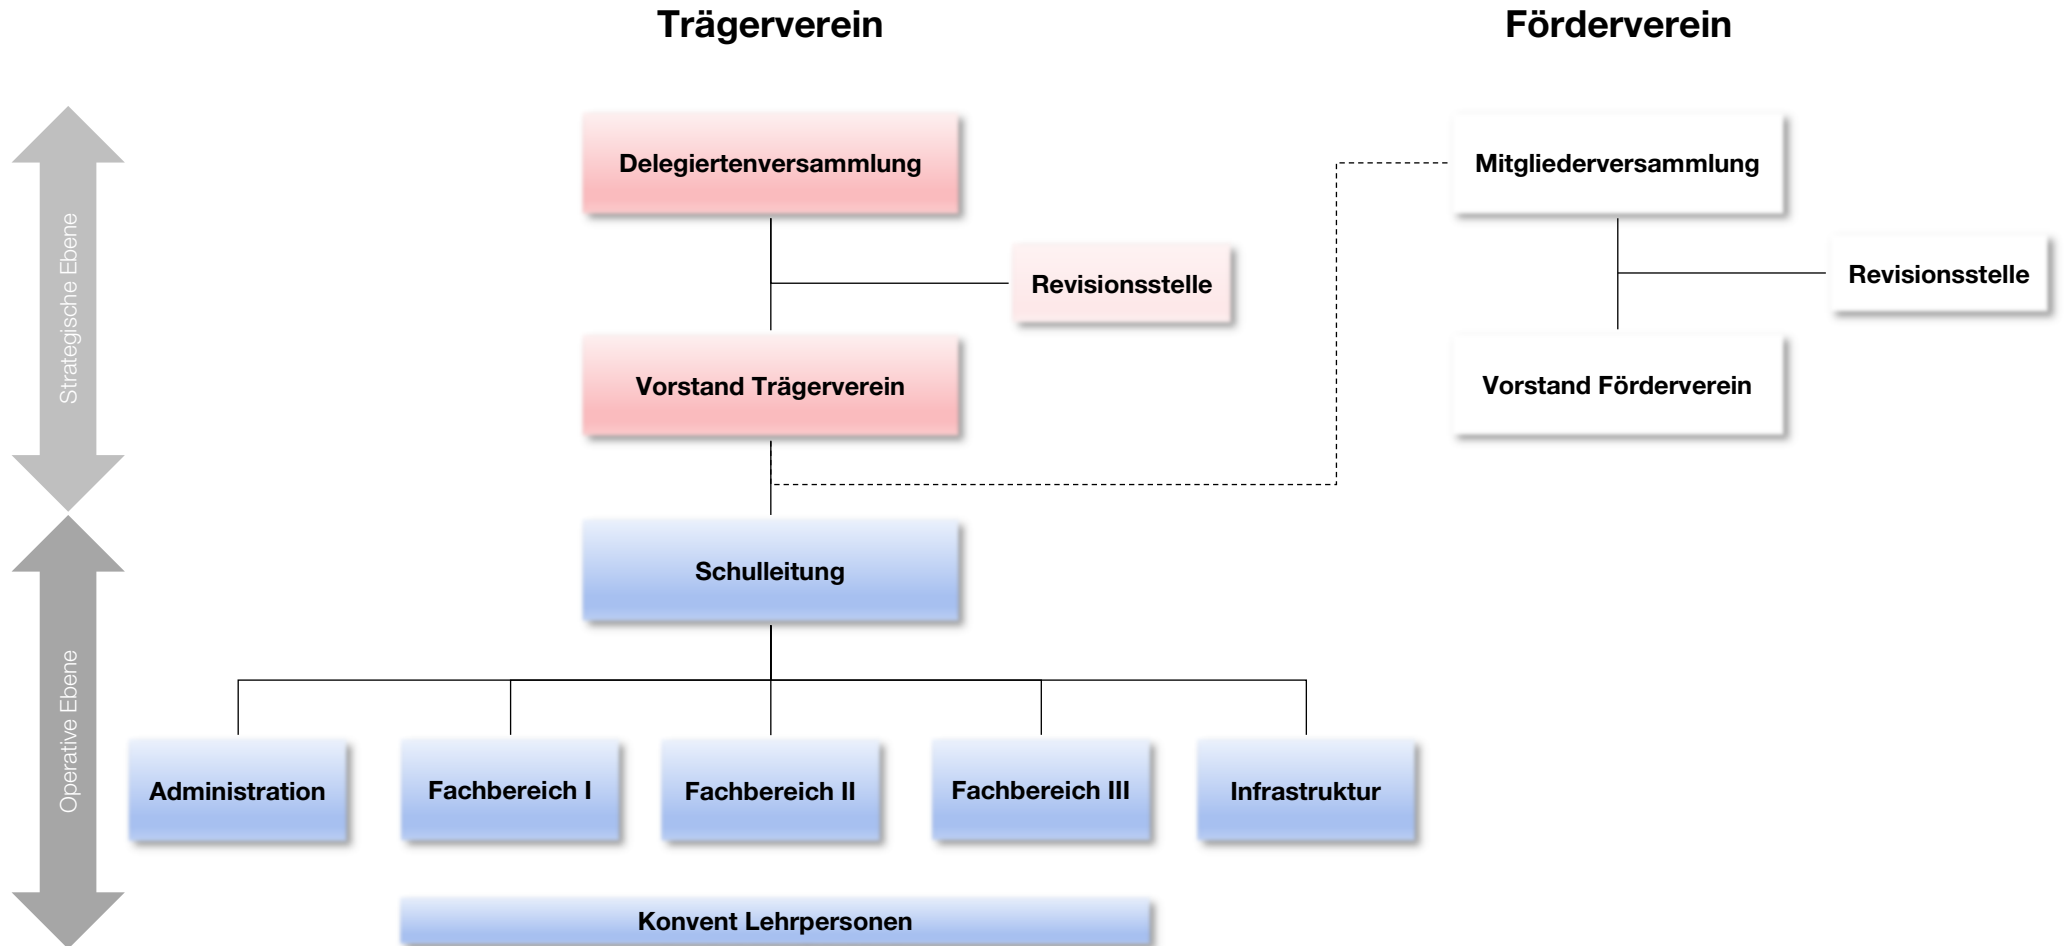 Trägerverein
Förderverein
Strategische Ebene
Delegiertenversammlung
Mitgliederversammlung
Revisionsstelle
Revisionsstelle
Vorstand Trägerverein
Vorstand Förderverein
Operative Ebene
Schulleitung
Administration
Fachbereich I
Fachbereich II
Fachbereich III
Infrastruktur
Konvent Lehrpersonen